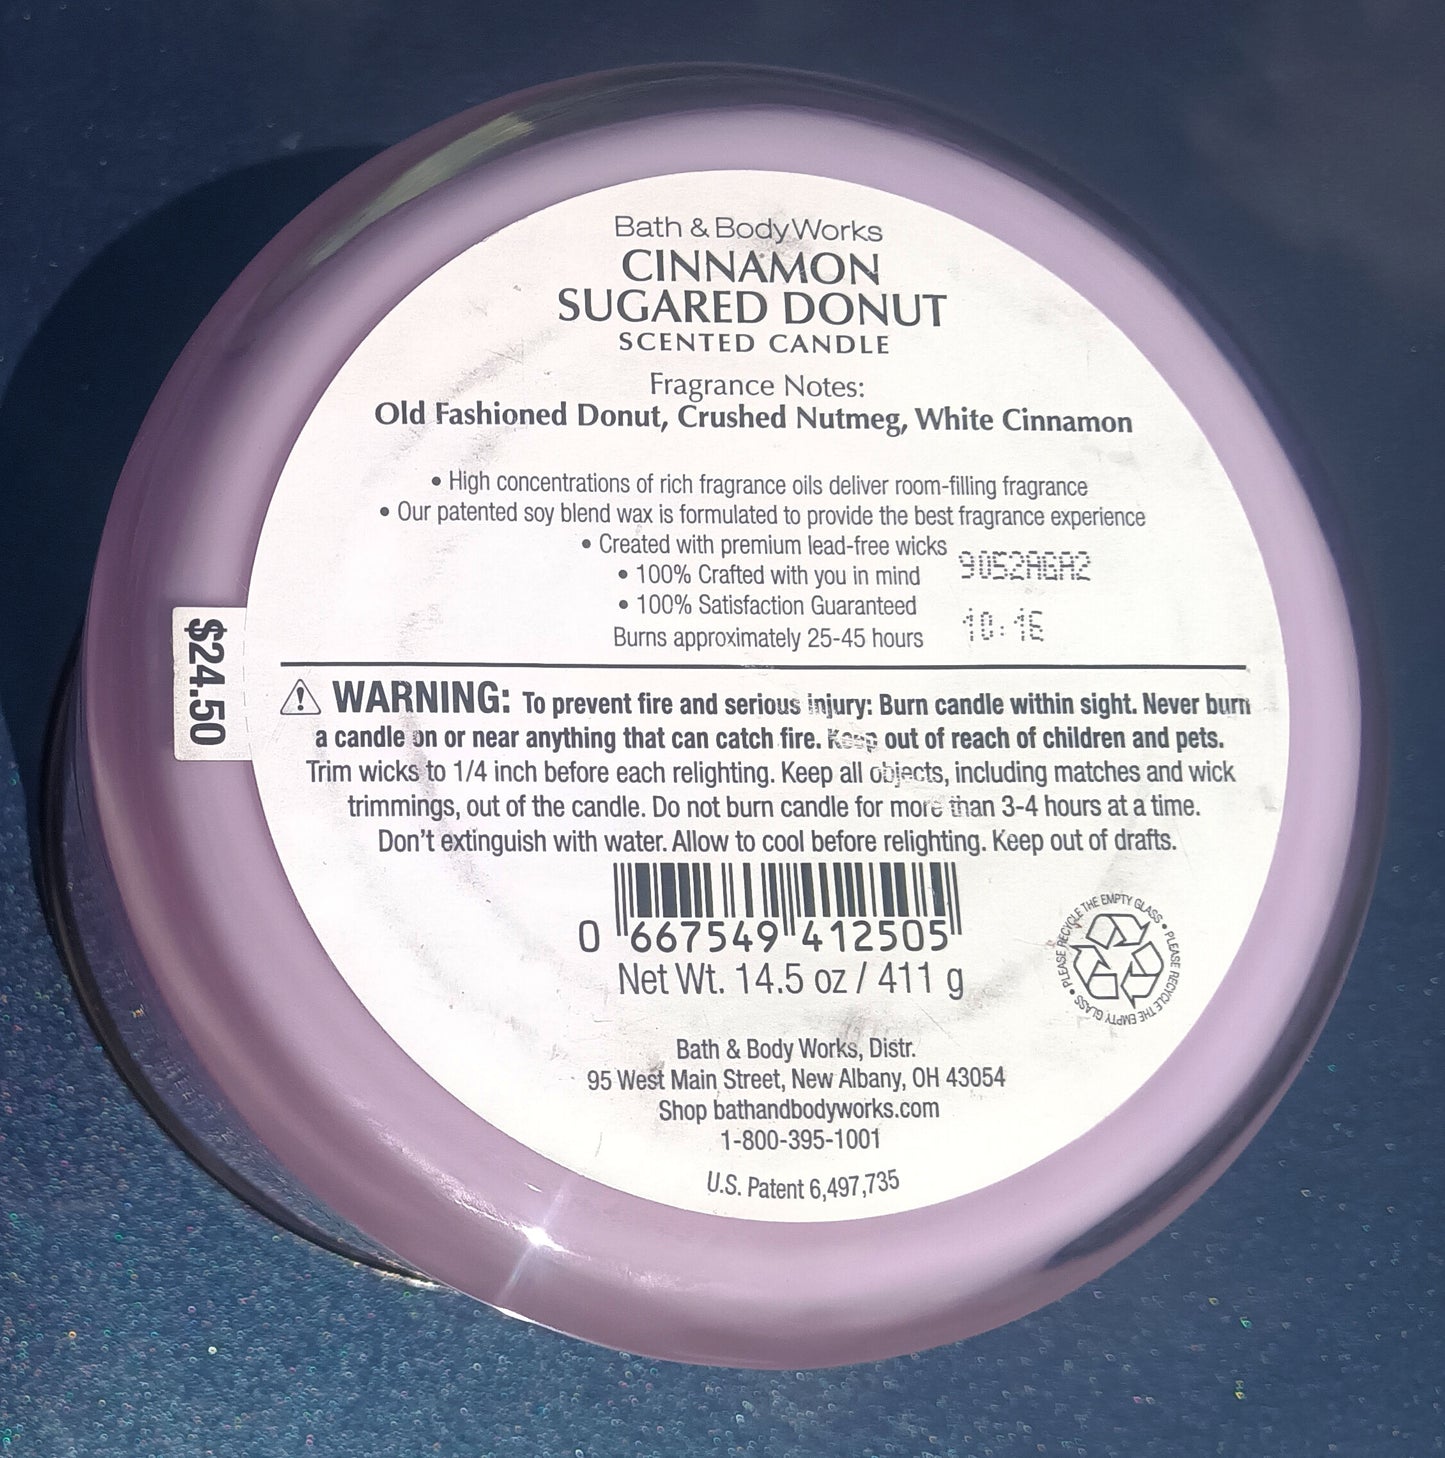 Bath & Body Works
CINNAMON
SUGARED DONUT
SCENTED CANDLE
Fragrance Notes:
Old Fashioned Donut, Crushed Nutmeg, White Cinnamon
• High concentrations of rich fragrance oils deliver room-filling fragrance
• Our patented soy blend wax is formulated to provide the best fragrance experience
• Created with premium lead-free wicks
9052AGA2
• 100% Crafted with you in mind
• 100% Satisfaction Guaranteed
10:16
Burns approximately 25-45 hours
$24.50
WARNING: To prevent fire and serious injury: Burn candle within sight. Never burn
a candle on or near anything that can catch fire. Keep out of reach of children and pets.
Trim wicks to 1/4 inch before each relighting. Keep all objects, including matches and wick
trimmings, out of the candle. Do not burn candle for more than 3-4 hours at a time.
Don't extinguish with water. Allow to cool before relighting. Keep out of drafts.
0 667549 412505
Net Wt. 14.5 oz / 411 g
• PLEASE RECYCLE THE EMPTY GLASS • PLEASE RECYCLE THE EMPTY GLASS
Bath & Body Works, Distr.
95 West Main Street, New Albany, OH 43054
Shop bathandbodyworks.com
1-800-395-1001
U.S. Patent 6,497,735